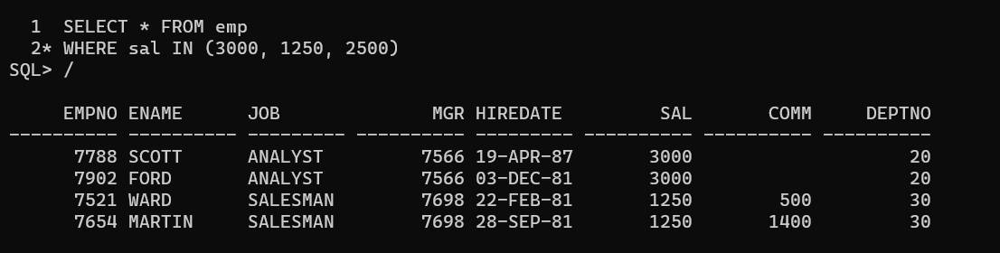 1  SELECT * FROM emp
  2* WHERE sal IN (3000, 1250, 2500)
SQL> /
     EMPNO ENAME      JOB              MGR HIREDATE         SAL       COMM     DEPTNO
---------- ---------- --------- ---------- --------- ---------- ---------- ----------
      7788 SCOTT      ANALYST         7566 19-APR-87       3000                    20
      7902 FORD       ANALYST         7566 03-DEC-81       3000                    20
      7521 WARD       SALESMAN        7698 22-FEB-81       1250        500         30
      7654 MARTIN     SALESMAN        7698 28-SEP-81       1250       1400         30